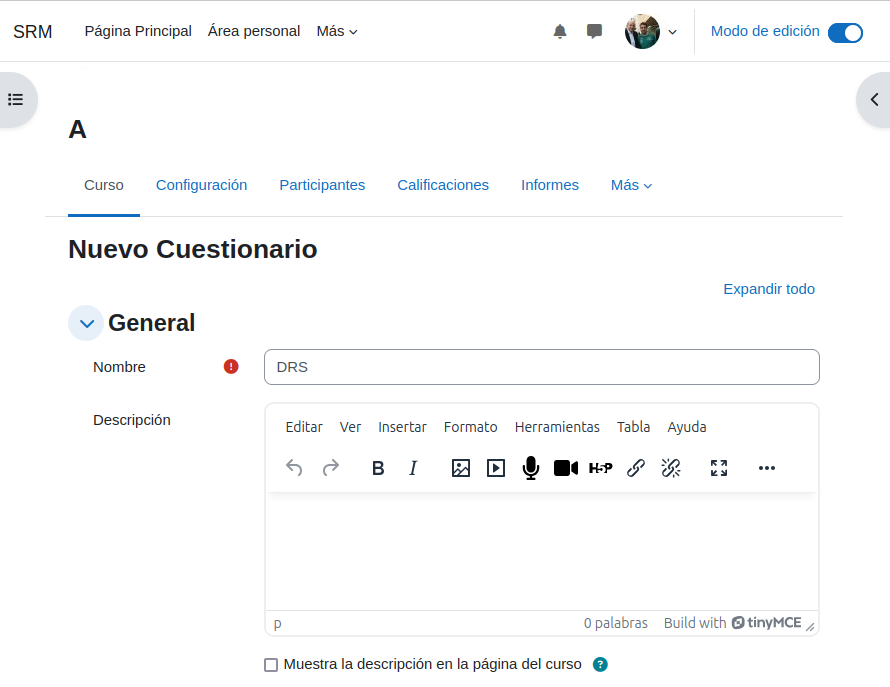 SRM Página Principal Área personal Más Modo de edición
A
Curso Configuración Participantes Calificaciones Informes Más
Nuevo Cuestionario
Expandir todo
General
Nombre ! DRS
Descripción
Editar Ver Insertar Formato Herramientas Tabla Ayuda
B I H5P
p 0 palabras Build with tinyMCE
Muestra la descripción en la página del curso ?